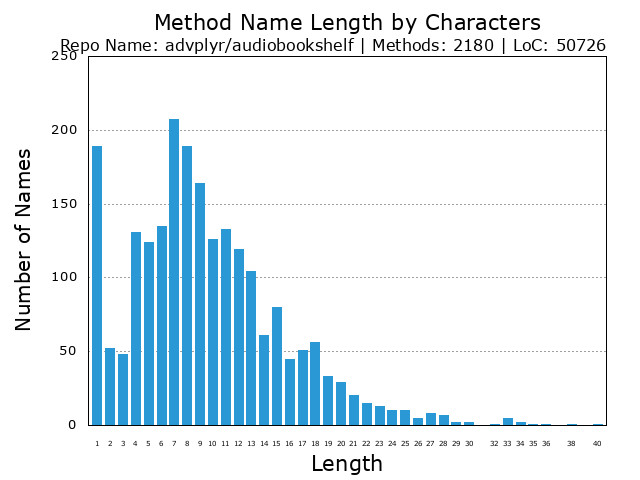 Method Name Length by Characters
Repo Name: advplyr/audiobookshelf | Methods: 2180 | LoC: 50726
250
200
150
100
50
0
Number of Names
1 2 3 4 5 6 7 8 9 10 11 12 13 14 15 16 17 18 19 20 21 22 23 24 25 26 27 28 29 30 32 33 34 35 36 38 40
Length